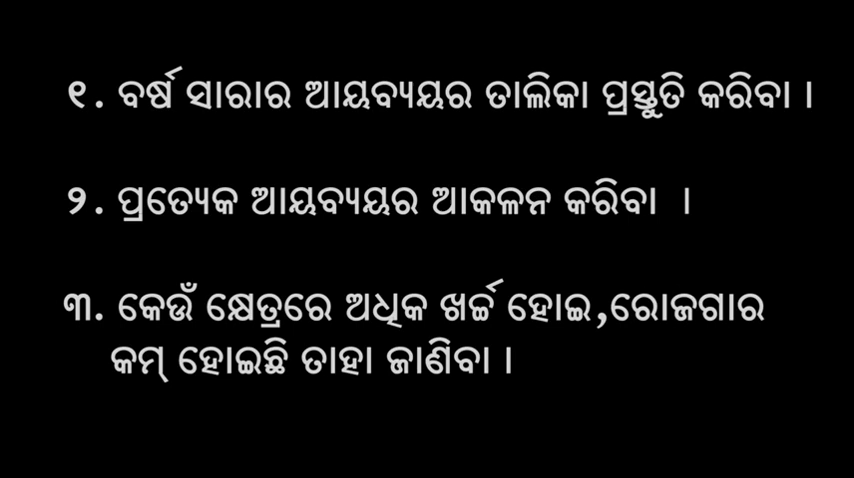 ୧. ବର୍ଷ ସାରାର ଆୟବ୍ୟୟର ତାଲିକା ପ୍ରସ୍ତୁତି କରିବା ।
୨. ପ୍ରତ୍ୟେକ ଆୟବ୍ୟୟର ଆକଳନ କରିବା ।
୩. କେଉଁ କ୍ଷେତ୍ରରେ ଅଧିକ ଖର୍ଚ୍ଚ ହୋଇ,ରୋଜଗାର
କମ୍ ହୋଇଛି ତାହା ଜାଣିବା ।